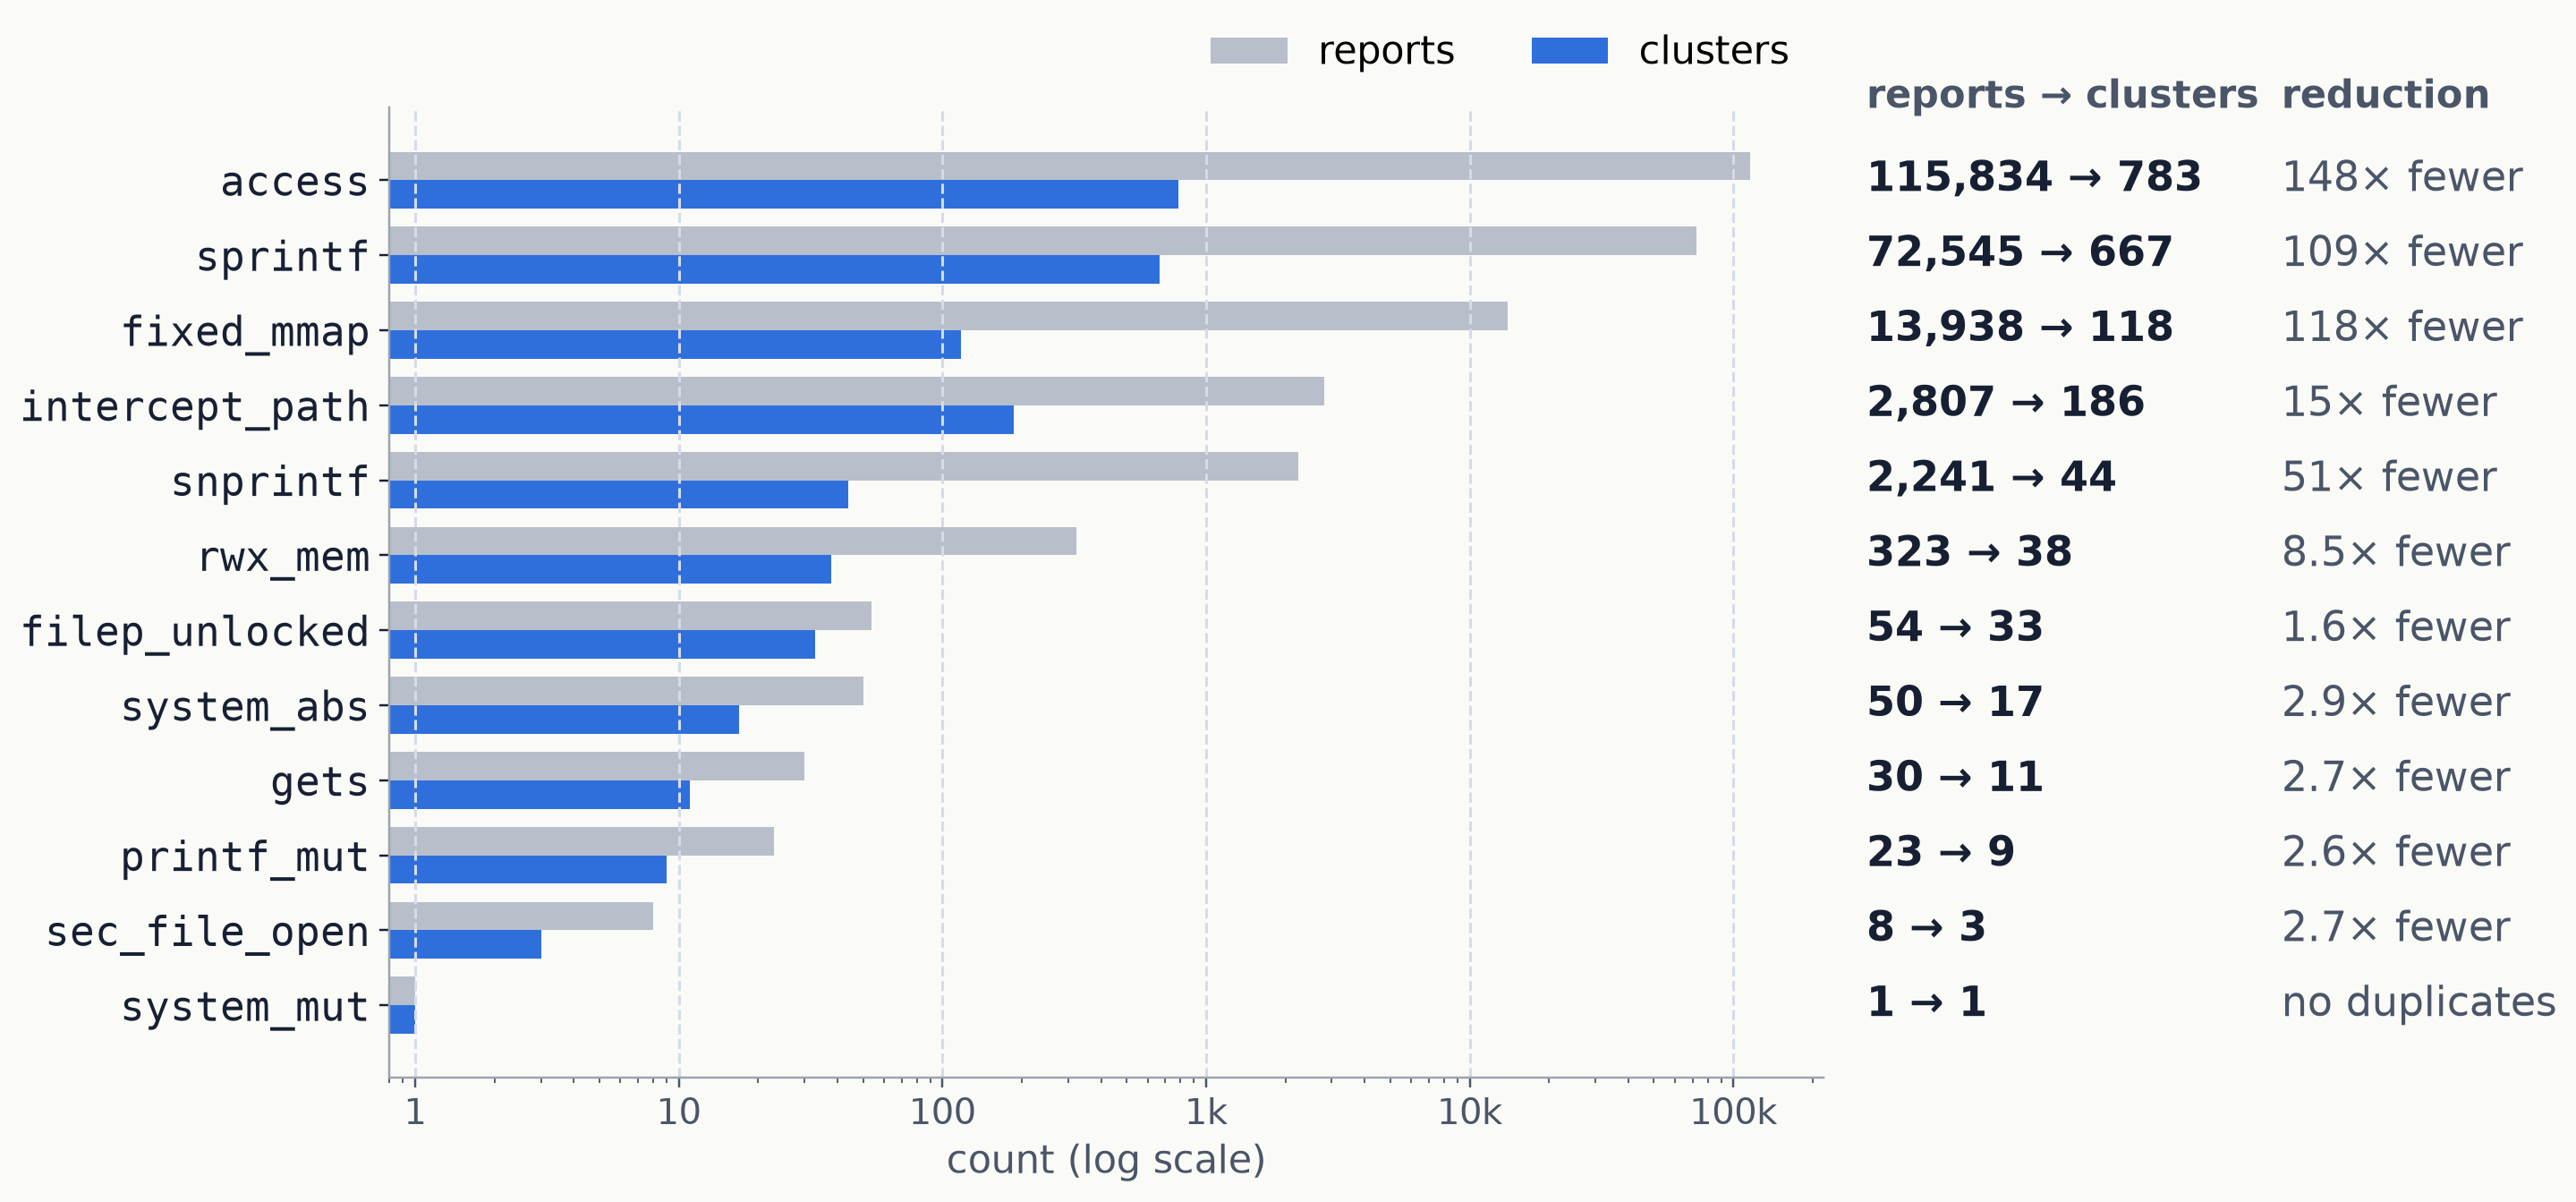 reports clusters
reports → clusters reduction
access 115,834 → 783 148× fewer
sprintf 72,545 → 667 109× fewer
fixed_mmap 13,938 → 118 118× fewer
intercept_path 2,807 → 186 15× fewer
snprintf 2,241 → 44 51× fewer
rwx_mem 323 → 38 8.5× fewer
filep_unlocked 54 → 33 1.6× fewer
system_abs 50 → 17 2.9× fewer
gets 30 → 11 2.7× fewer
printf_mut 23 → 9 2.6× fewer
sec_file_open 8 → 3 2.7× fewer
system_mut 1 → 1 no duplicates
1 10 100 1k 10k 100k
count (log scale)